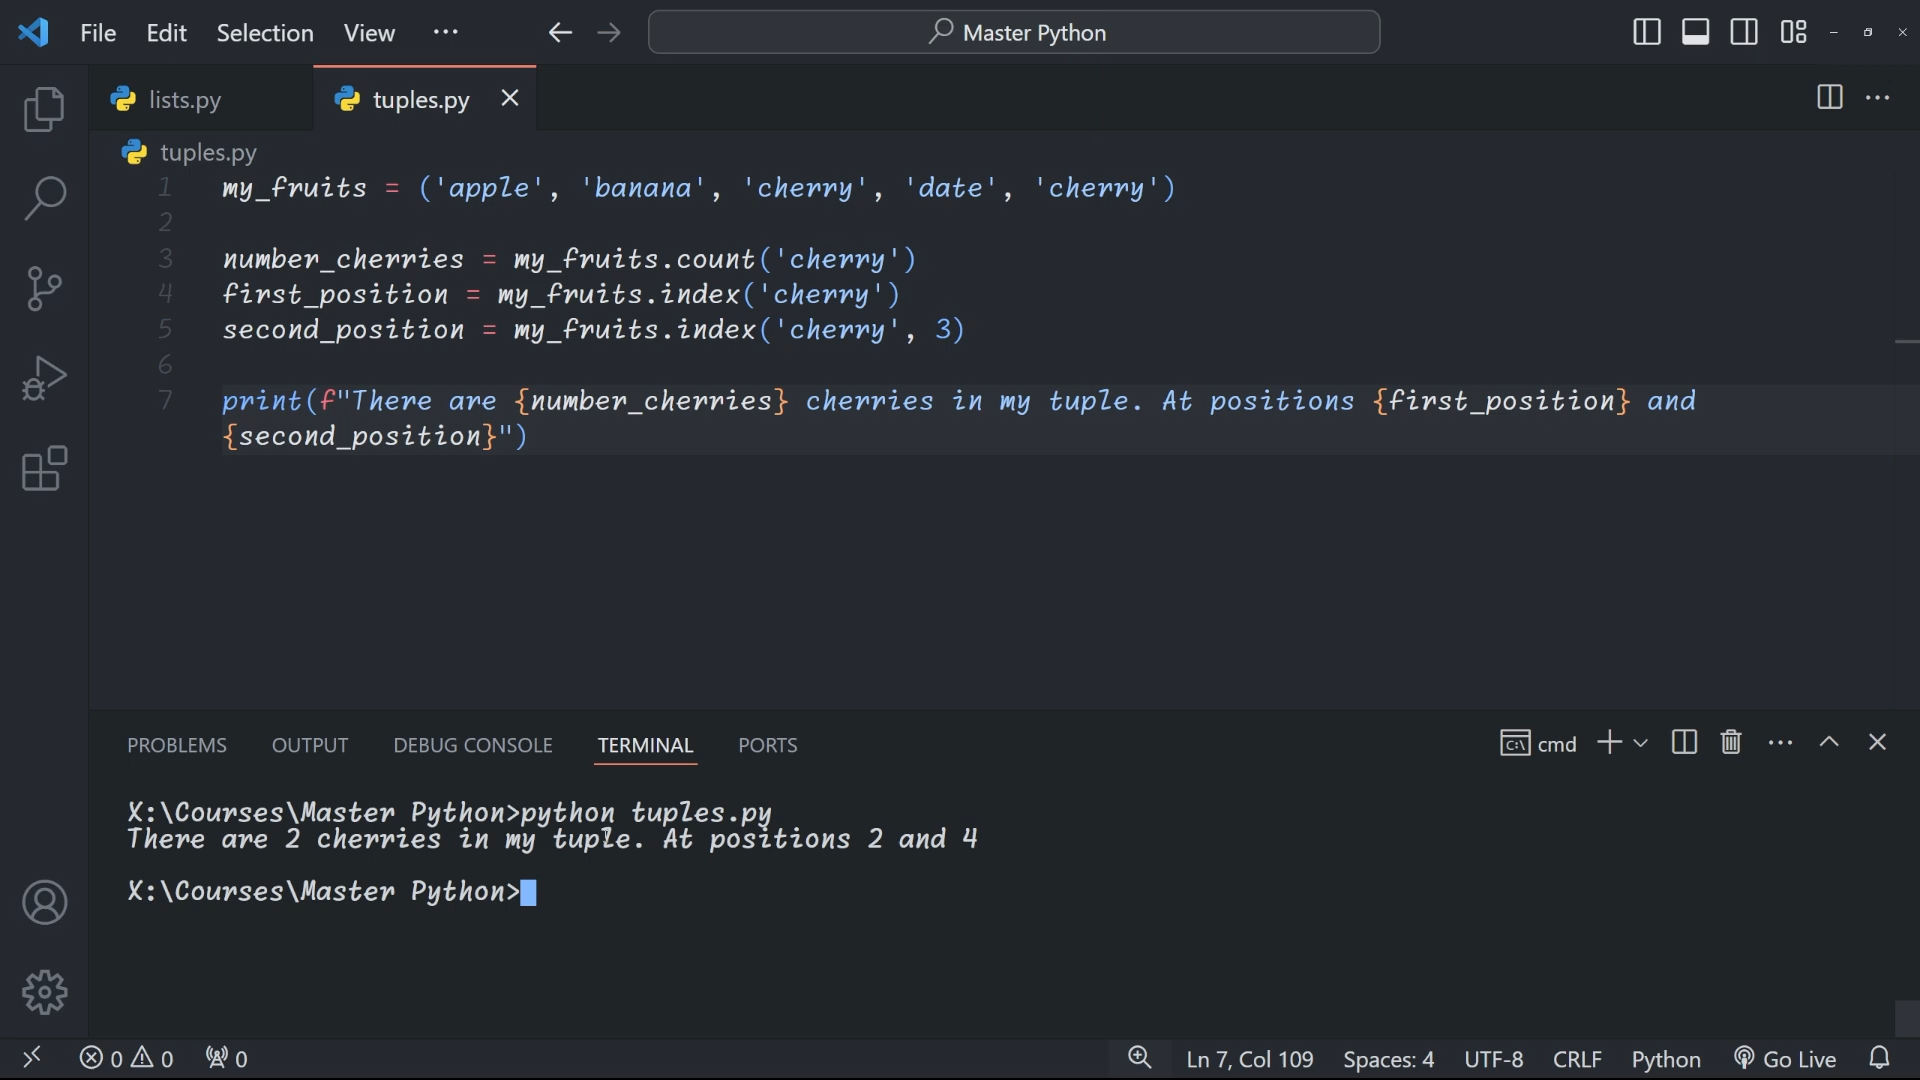 File Edit Selection View ··· Master Python
lists.py tuples.py
tuples.py
1 my_fruits = ('apple', 'banana', 'cherry', 'date', 'cherry')
2
3 number_cherries = my_fruits.count('cherry')
4 first_position = my_fruits.index('cherry')
5 second_position = my_fruits.index('cherry', 3)
6
7 print(f"There are {number_cherries} cherries in my tuple. At positions {first_position} and
{second_position}")
PROBLEMS OUTPUT DEBUG CONSOLE TERMINAL PORTS cmd
X:\Courses\Master Python>python tuples.py
There are 2 cherries in my tuple. At positions 2 and 4
X:\Courses\Master Python>
0 0 0 Ln 7, Col 109 Spaces: 4 UTF-8 CRLF Python Go Live